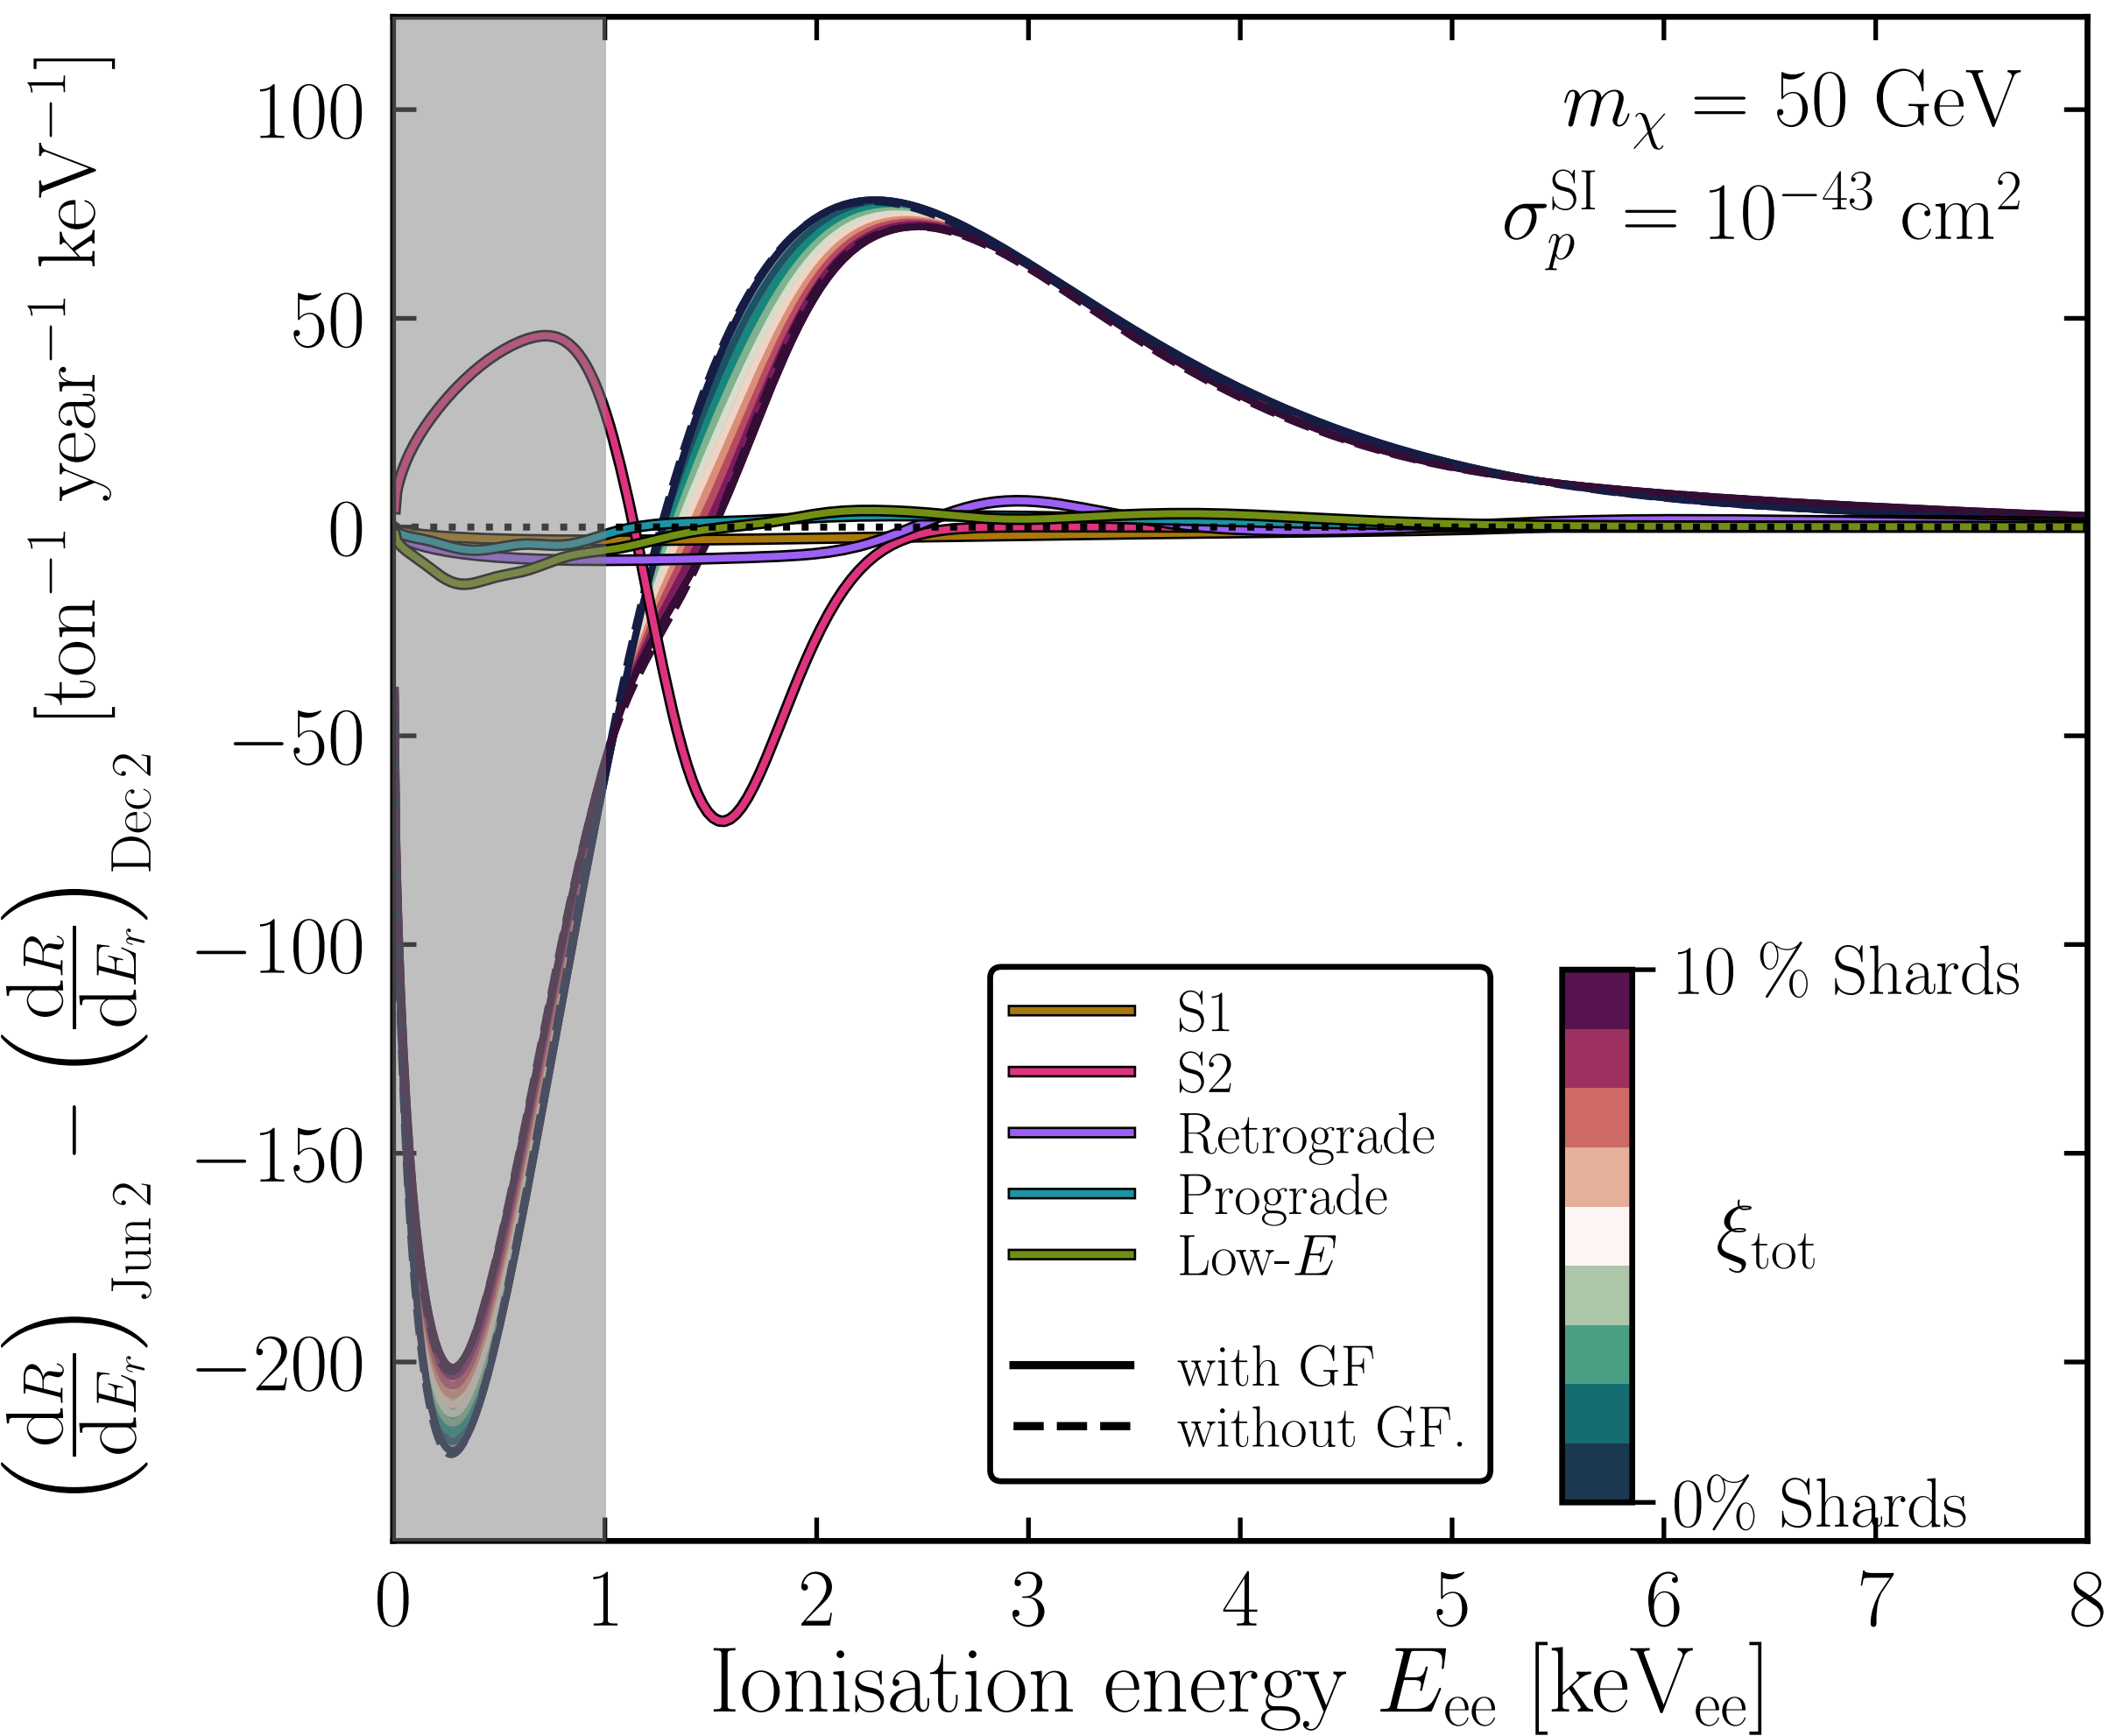 100
50
0
−50
−100
−150
−200
(dR/dE_r)_Jun 2 − (dR/dE_r)_Dec 2 [ton⁻¹ year⁻¹ keV⁻¹]
m_χ = 50 GeV
σ_p^SI = 10⁻⁴³ cm²
S1
S2
Retrograde
Prograde
Low-E
with GF
without GF.
10 % Shards
ξ_tot
0% Shards
0 1 2 3 4 5 6 7 8
Ionisation energy E_ee [keV_ee]